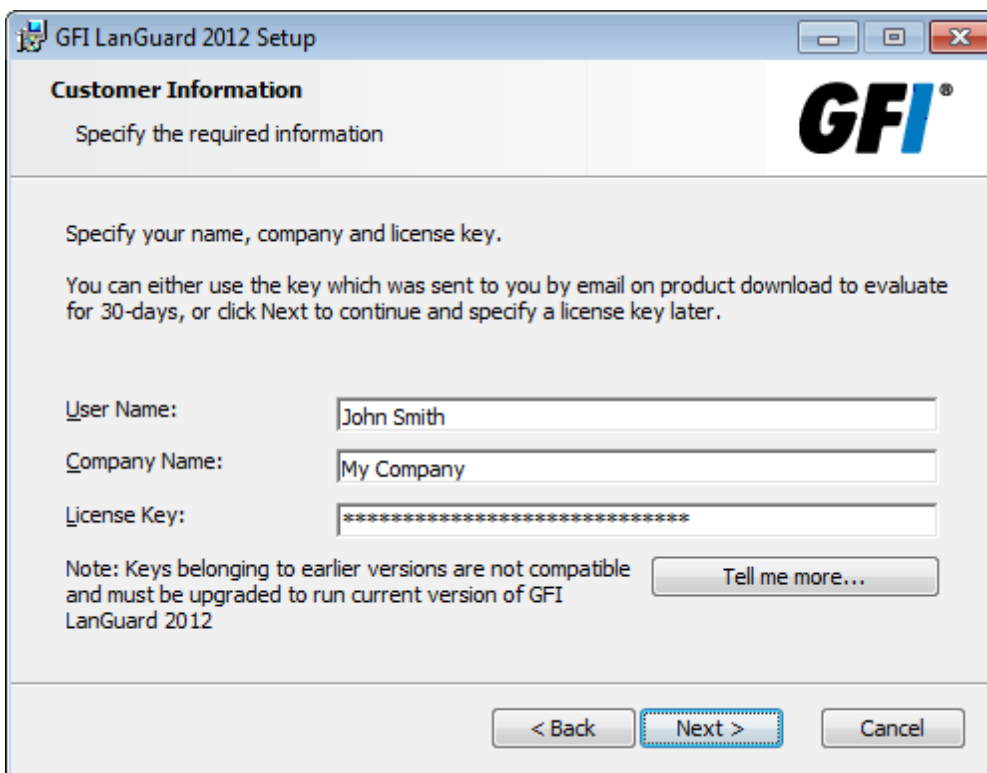 GFI LanGuard 2012 Setup
Customer Information
Specify the required information
GFI®
Specify your name, company and license key.
You can either use the key which was sent to you by email on product download to evaluate
for 30-days, or click Next to continue and specify a license key later.
User Name: John Smith
Company Name: My Company
License Key: *****************************
Note: Keys belonging to earlier versions are not compatible
and must be upgraded to run current version of GFI
LanGuard 2012
Tell me more...
< Back Next > Cancel